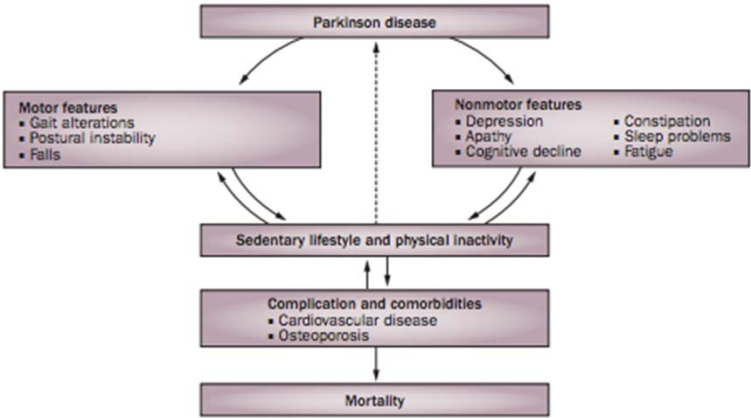 Parkinson disease
Motor features
▪ Gait alterations
▪ Postural instability
▪ Falls
Nonmotor features
▪ Depression
▪ Apathy
▪ Cognitive decline
▪ Constipation
▪ Sleep problems
▪ Fatigue
Sedentary lifestyle and physical inactivity
Complication and comorbidities
▪ Cardiovascular disease
▪ Osteoporosis
Mortality